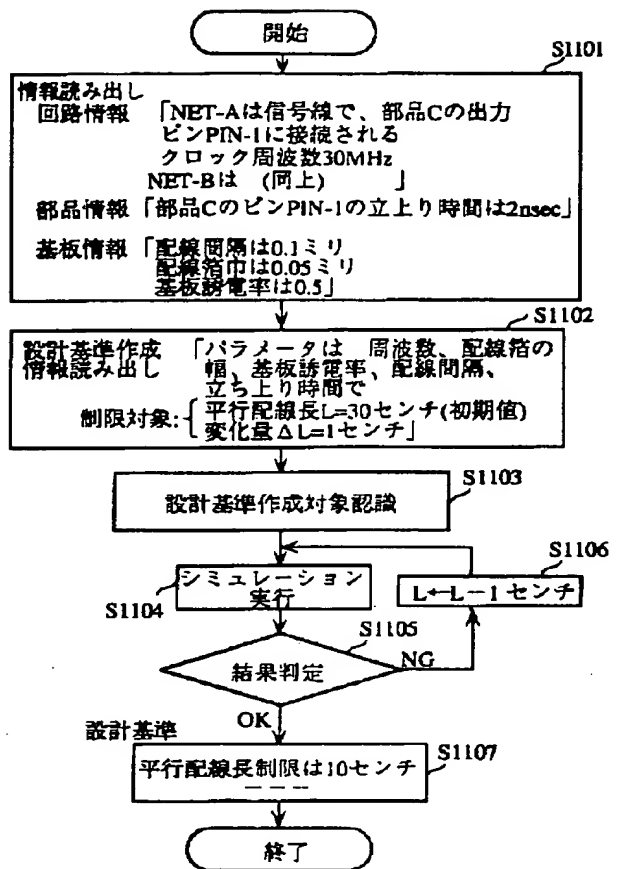 開始
S1101
情報読み出し
回路情報 「NET-Aは信号線で、部品Cの出力
ピンPIN-1に接続される
クロック周波数30MHz
NET-Bは (同上) 」
部品情報「部品CのピンPIN-1の立上り時間は2nsec」
基板情報「配線間隔は0.1ミリ
配線箔巾は0.05ミリ
基板誘電率は0.5」
S1102
設計基準作成 「パラメータは 周波数、配線箔の
情報読み出し 幅、基板誘電率、配線間隔、
立ち上り時間で
制限対象: 平行配線長L=30センチ(初期値)
変化量ΔL=1センチ」
S1103
設計基準作成対象認識
S1106
シミュレーション
実行
L←L−1センチ
S1104
S1105
結果判定
NG
OK
設計基準
S1107
平行配線長制限は10センチ
– – –
終了